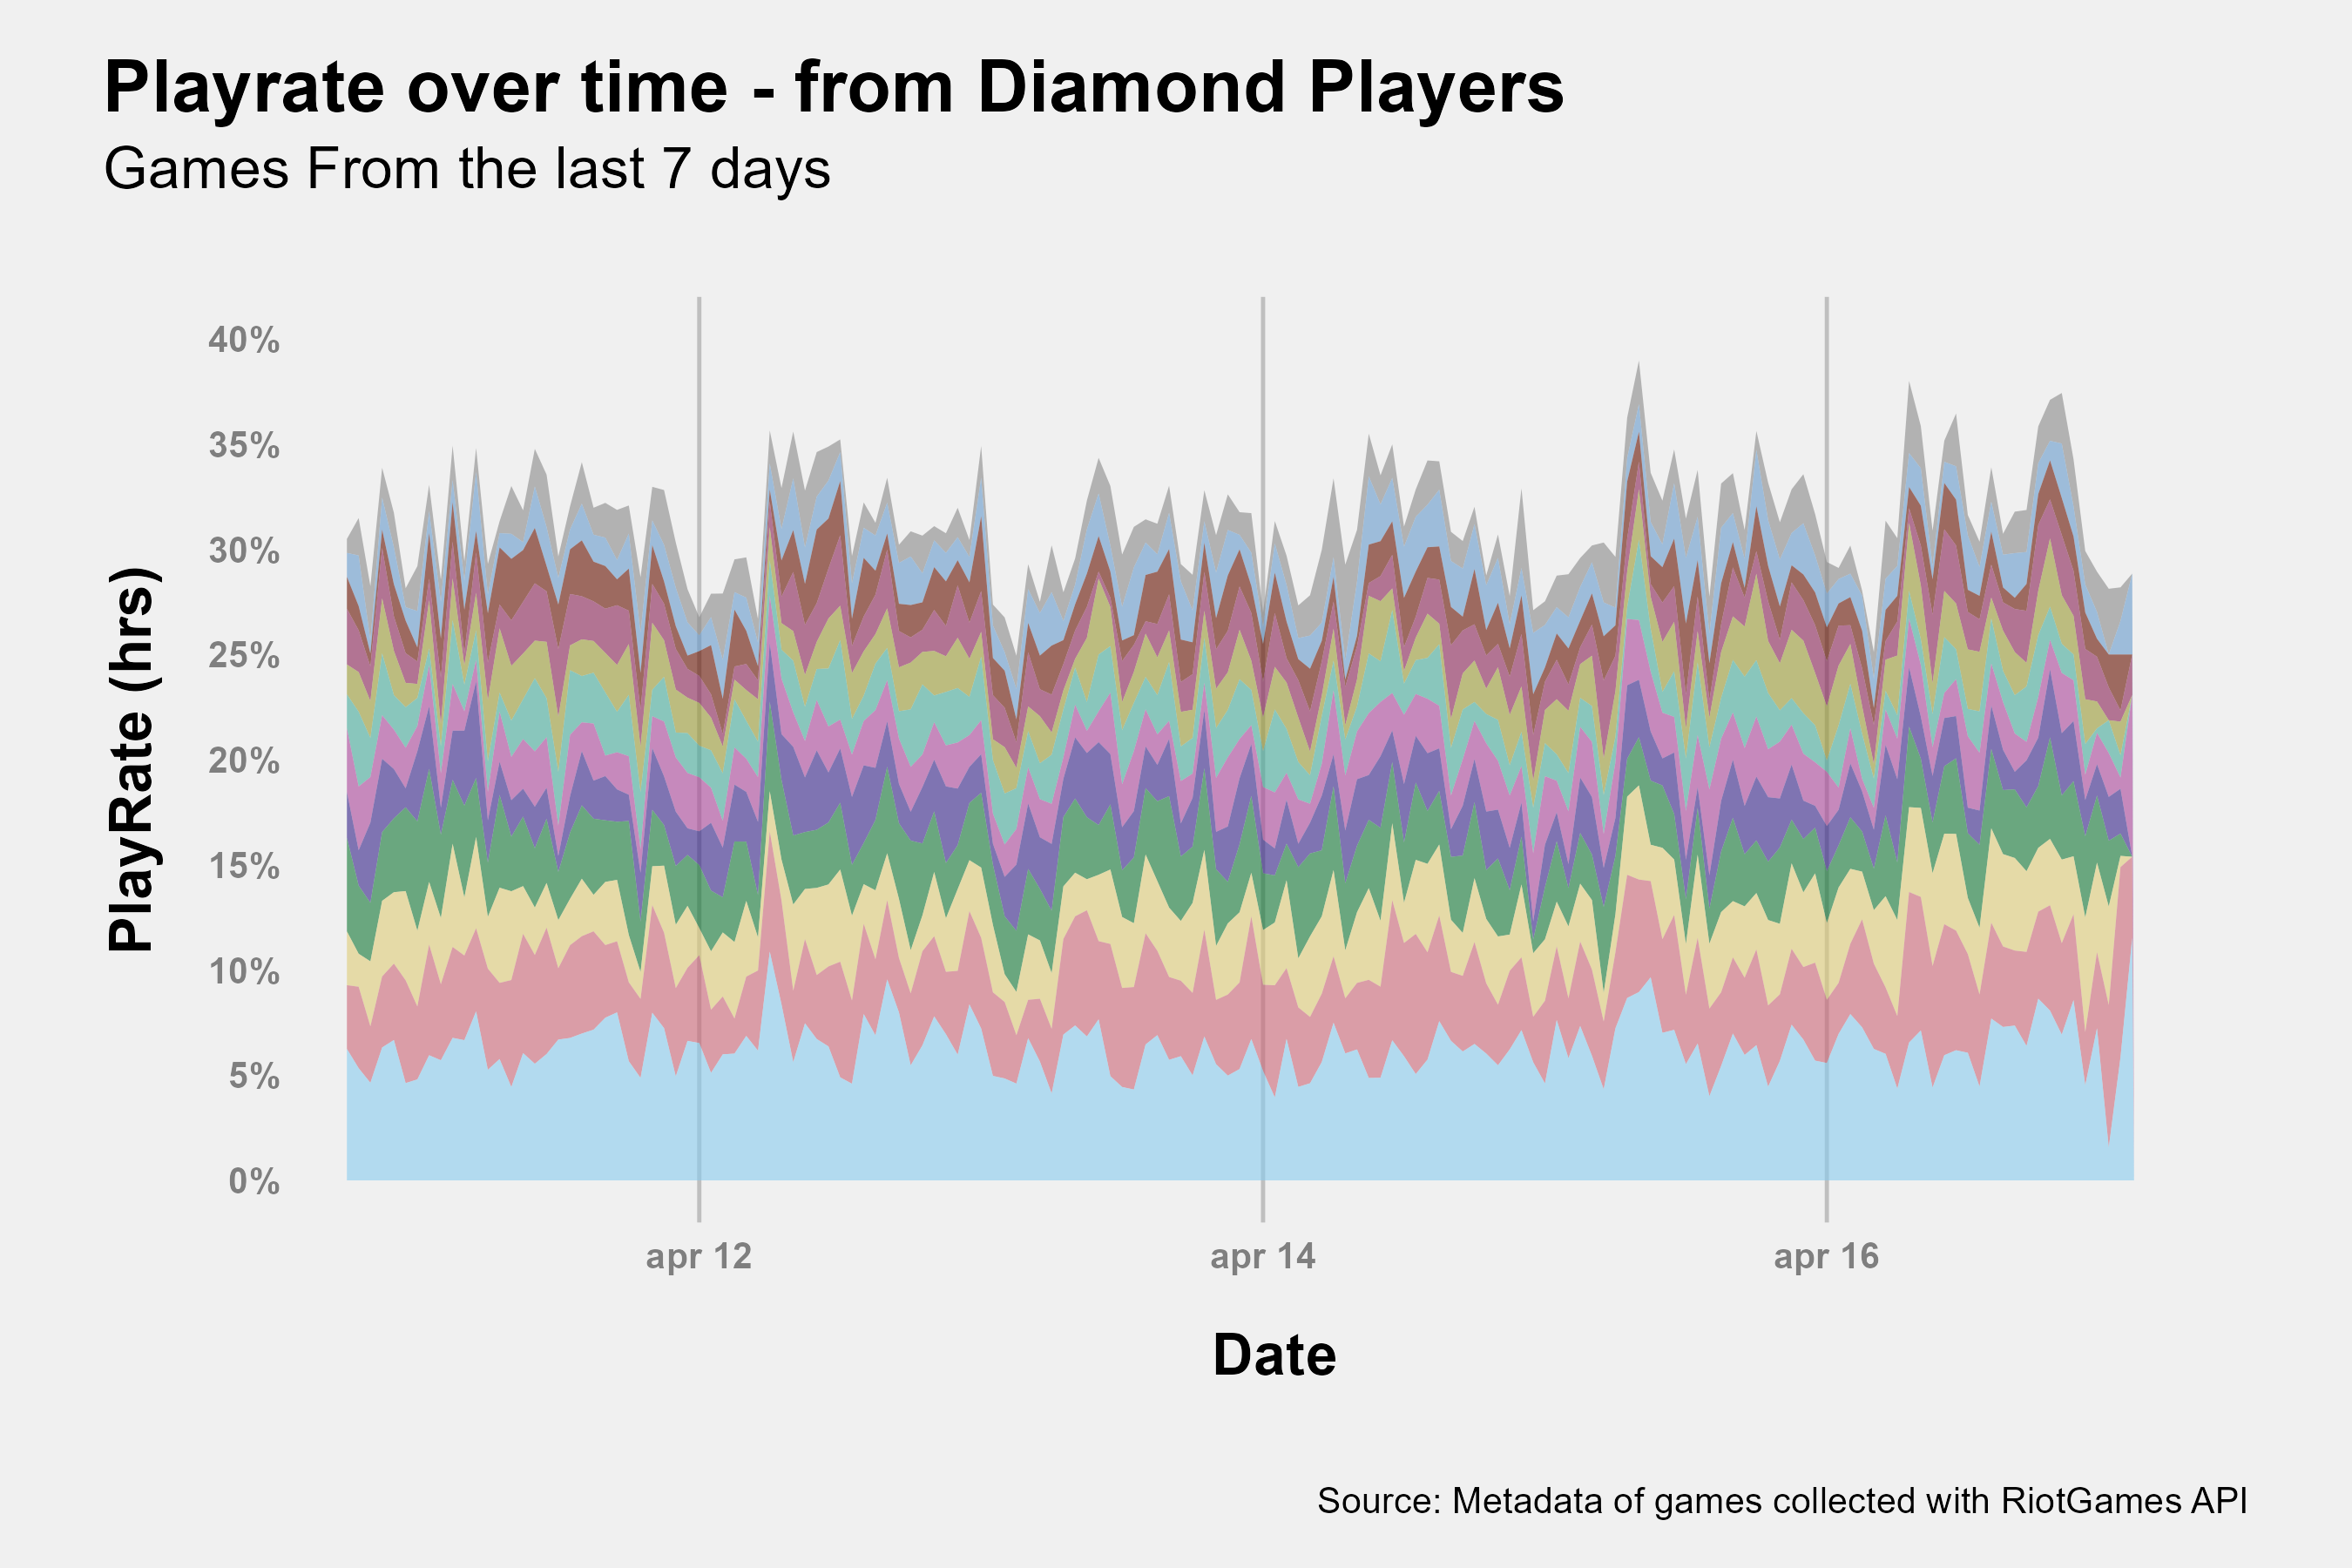 Playrate over time - from Diamond Players
Games From the last 7 days
PlayRate (hrs)
40%
35%
30%
25%
20%
15%
10%
5%
0%
apr 12
apr 14
apr 16
Date
Source: Metadata of games collected with RiotGames API